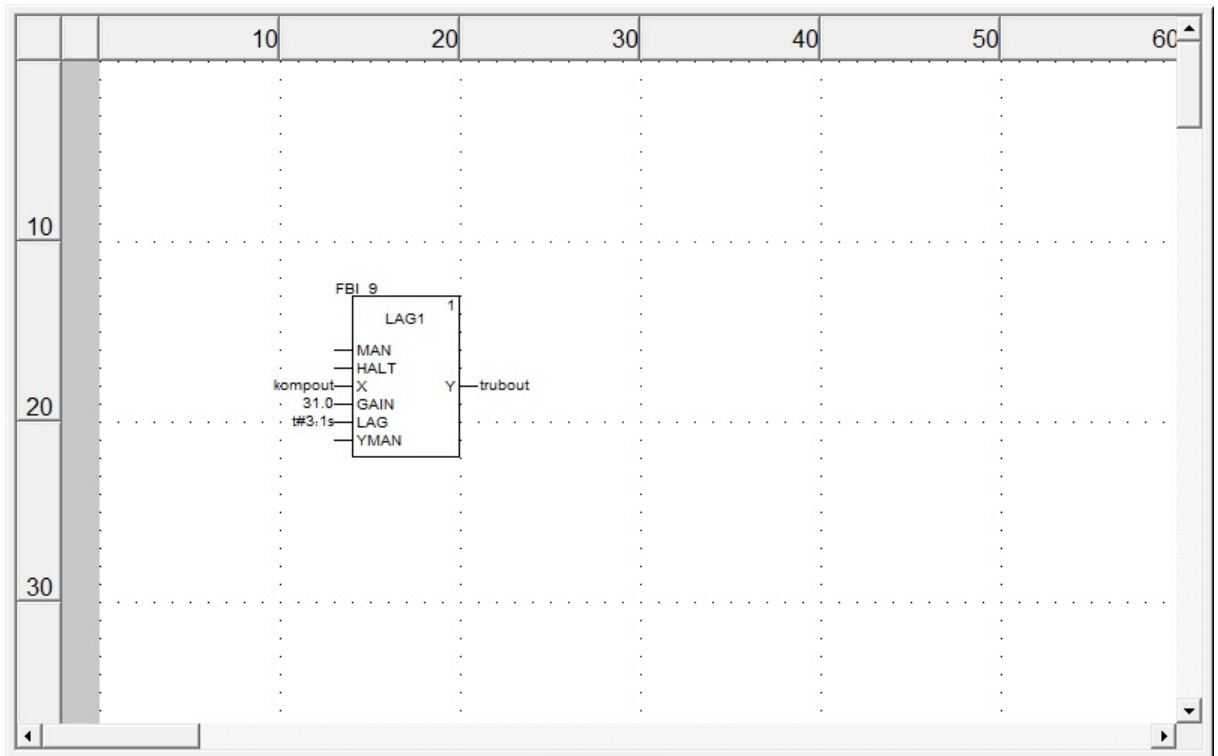 10 20 30 40 50 60
10
FBI_9
1
LAG1
MAN
HALT
kompout X Y trubout
31.0 GAIN
20
t#3.1s LAG
YMAN
30